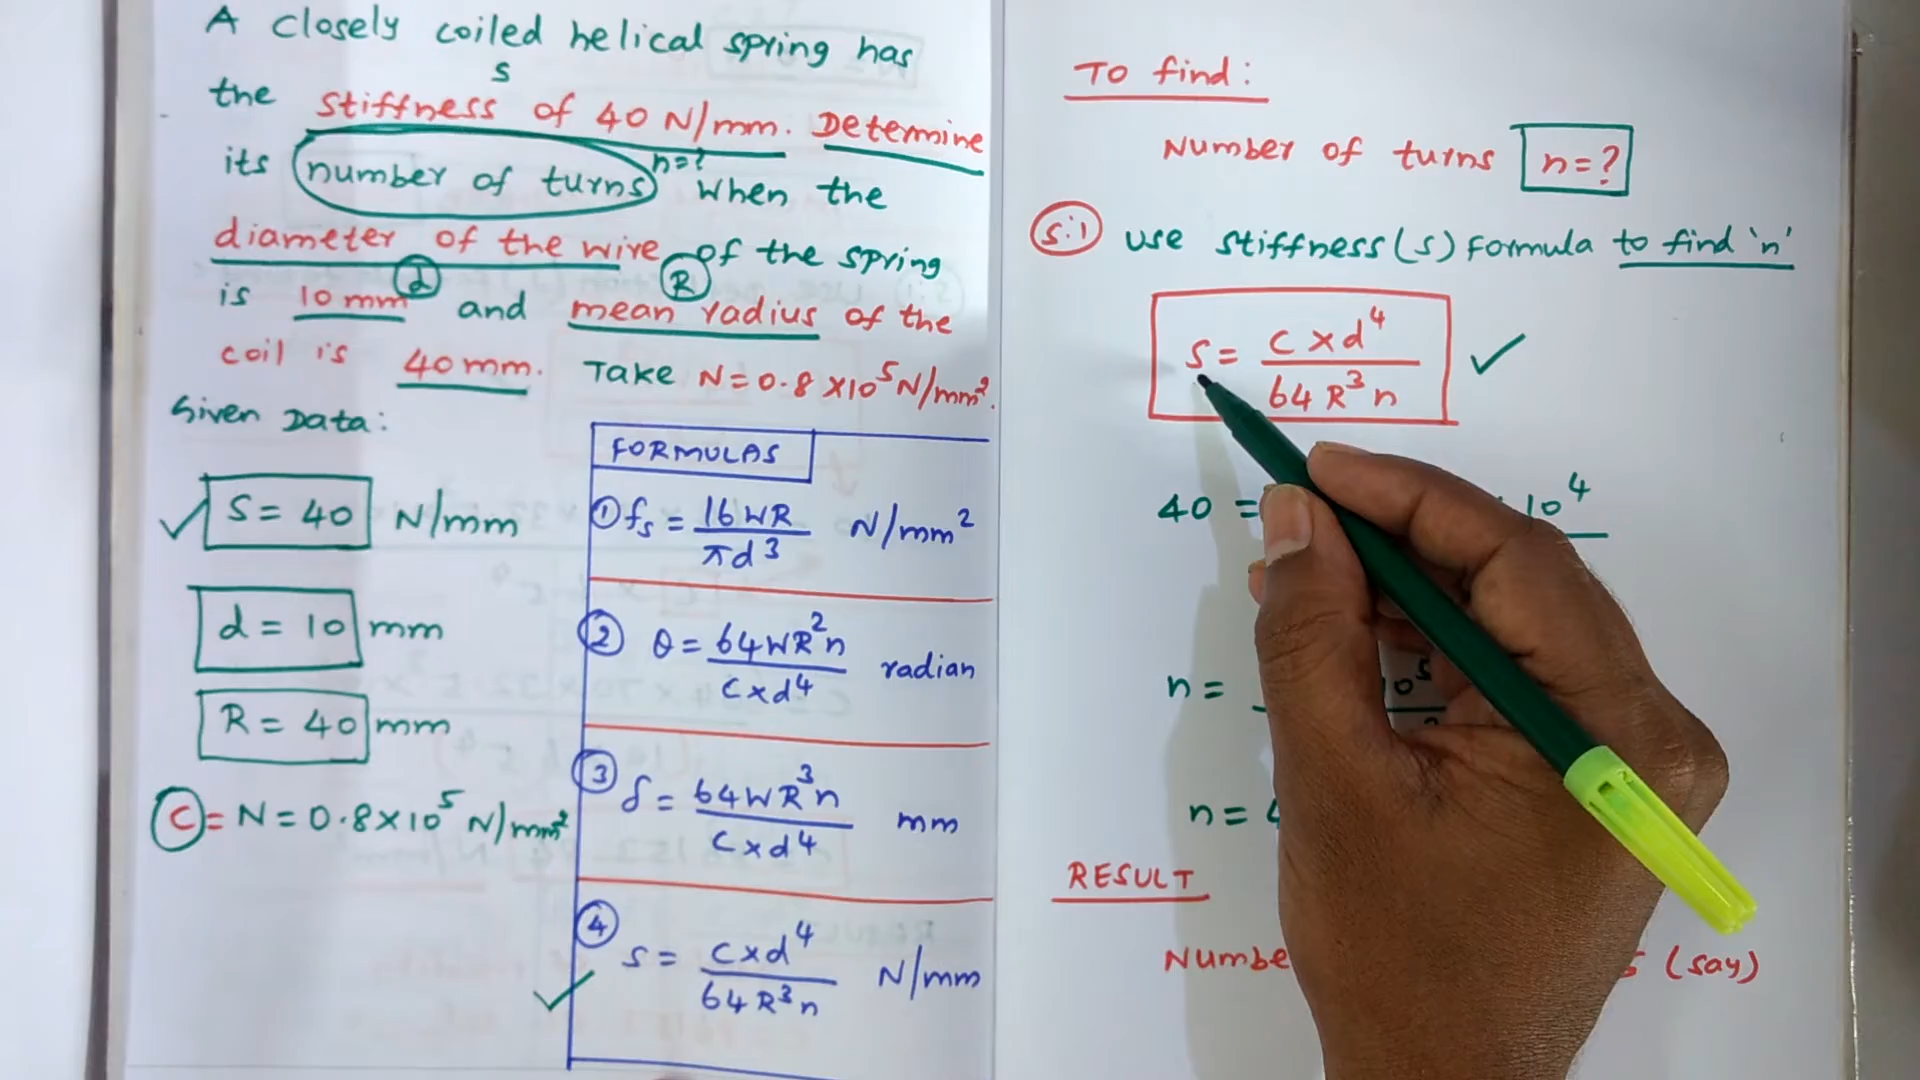 A closely coiled helical spring has
s
the stiffness of 40 N/mm. Determine
its number of turns n=? when the
diameter of the wire of the spring
d R
is 10 mm and mean radius of the
coil is 40 mm. Take N = 0.8 × 10⁵ N/mm².
Given Data:
S = 40 N/mm
d = 10 mm
R = 40 mm
C = N = 0.8×10⁵ N/mm²
FORMULAS
① fs = 16WR / πd³ N/mm²
② θ = 64WR²n / C×d⁴ radian
③ δ = 64WR³n / C×d⁴ mm
④ s = C×d⁴ / 64R³n N/mm
To find:
Number of turns n=?
S:1 use stiffness(s) formula to find 'n'
S = C×d⁴ / 64R³n
40 = 10⁴
n =
n = 4
RESULT
(say)